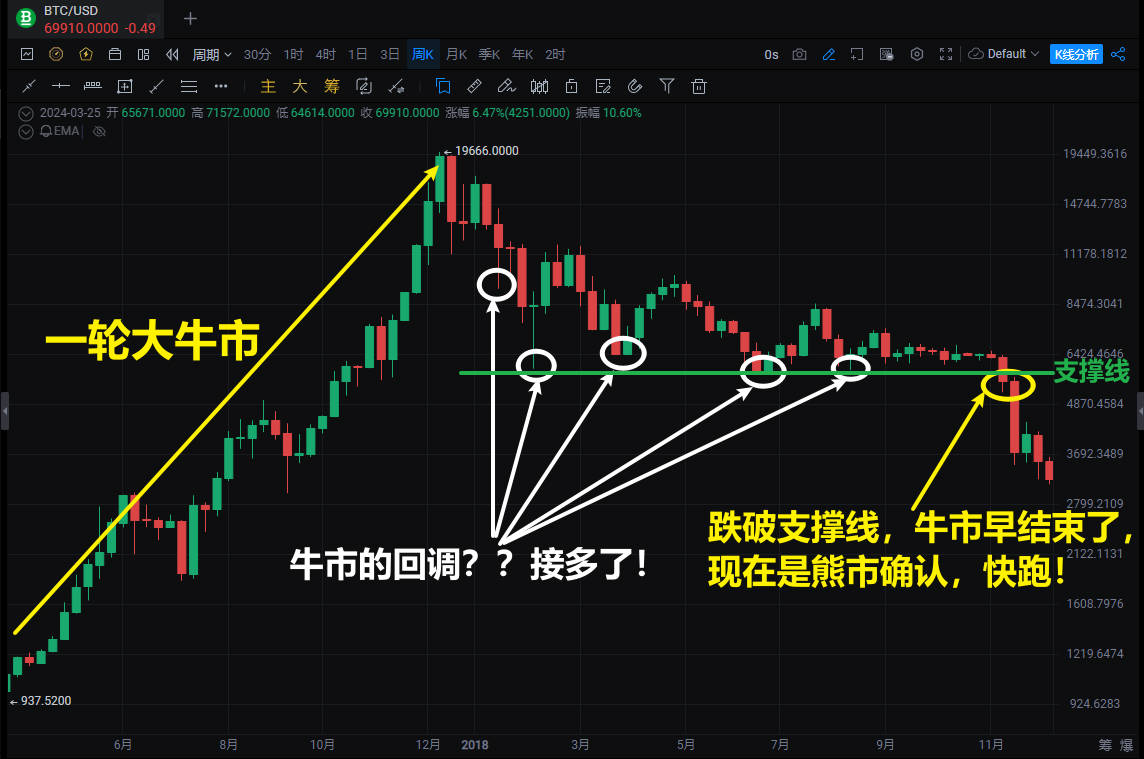 BTC/USD
69910.0000 -0.49
周期 30分 1时 4时 1日 3日 周K 月K 季K 年K 2时 0s Default K线分析
主 大 筹
2024-03-25 开 65671.0000 高 71572.0000 低 64614.0000 收 69910.0000 涨幅 6.47%(4251.0000) 振幅 10.60%
EMA
19666.0000
19449.3616
14744.7783
11178.1812
8474.3041
一轮大牛市
6424.4646
支撑线
4870.4584
3692.3489
2799.2109
跌破支撑线，牛市早结束了，
2122.1131
牛市的回调？？接多了！
现在是熊市确认，快跑！
1608.7976
1219.6474
937.5200
924.6283
6月 8月 10月 12月 2018 3月 5月 7月 9月 11月 筹 爆